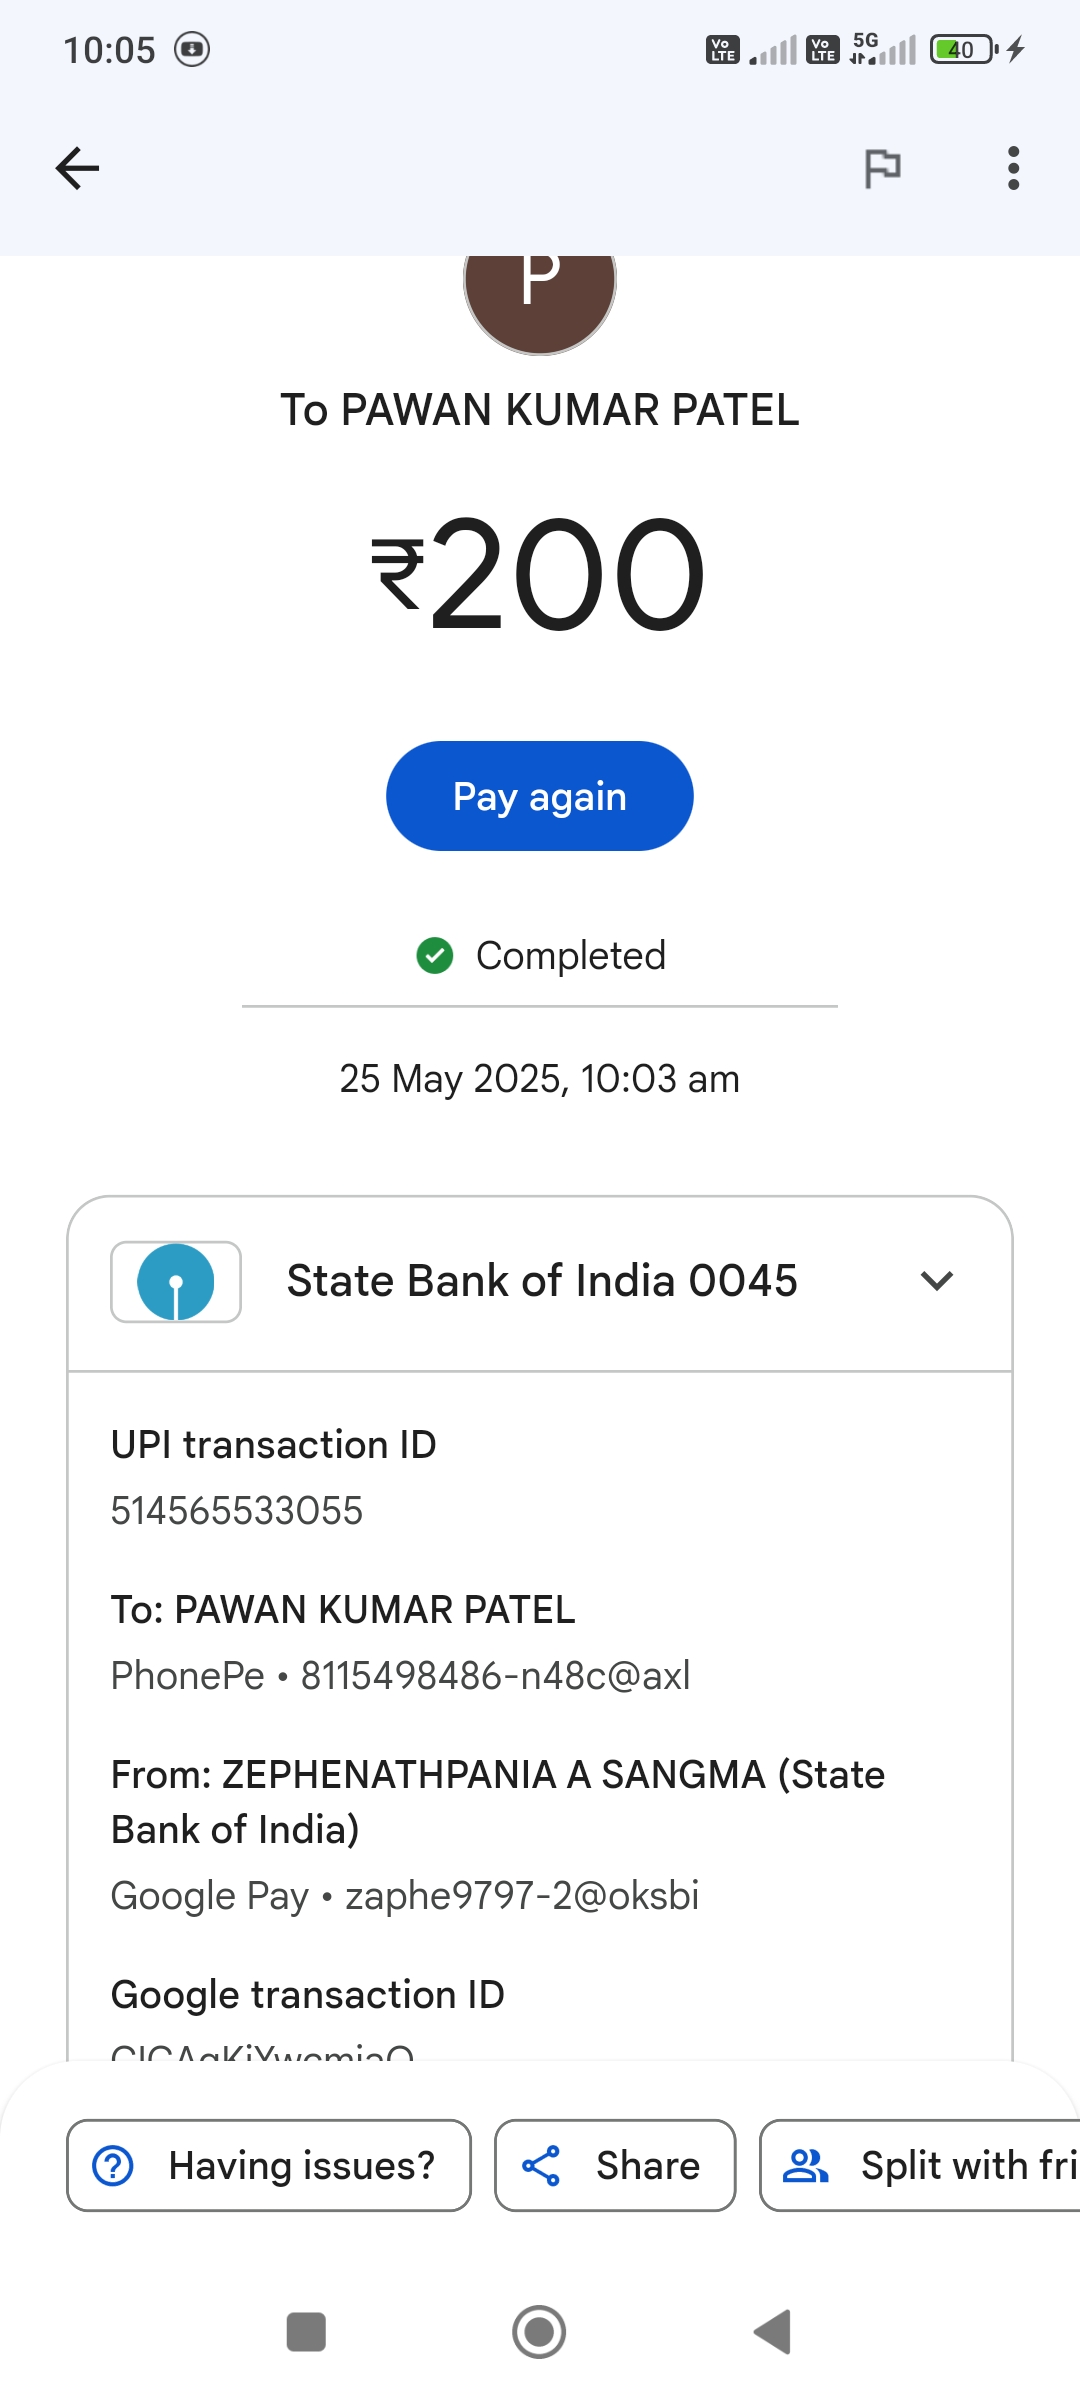 10:05
Vo LTE
Vo LTE
5G
40
P
To PAWAN KUMAR PATEL
₹200
Pay again
Completed
25 May 2025, 10:03 am
State Bank of India 0045
UPI transaction ID
514565533055
To: PAWAN KUMAR PATEL
PhonePe • 8115498486-n48c@axl
From: ZEPHENATHPANIA A SANGMA (State
Bank of India)
Google Pay • zaphe9797-2@oksbi
Google transaction ID
Having issues?
Share
Split with fri